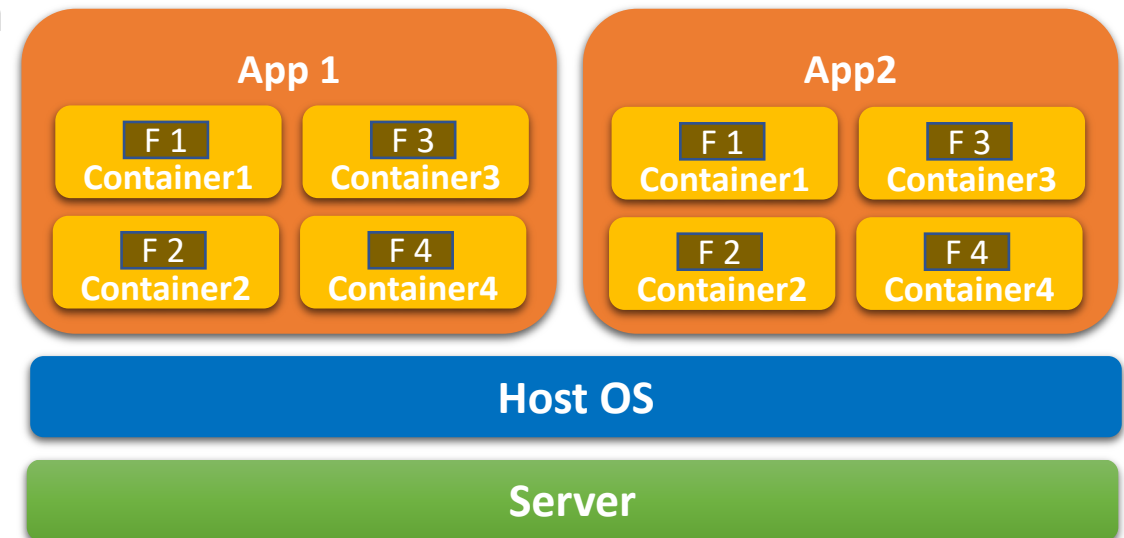 App 1
F 1
Container1
F 3
Container3
F 2
Container2
F 4
Container4
App2
F 1
Container1
F 3
Container3
F 2
Container2
F 4
Container4
Host OS
Server